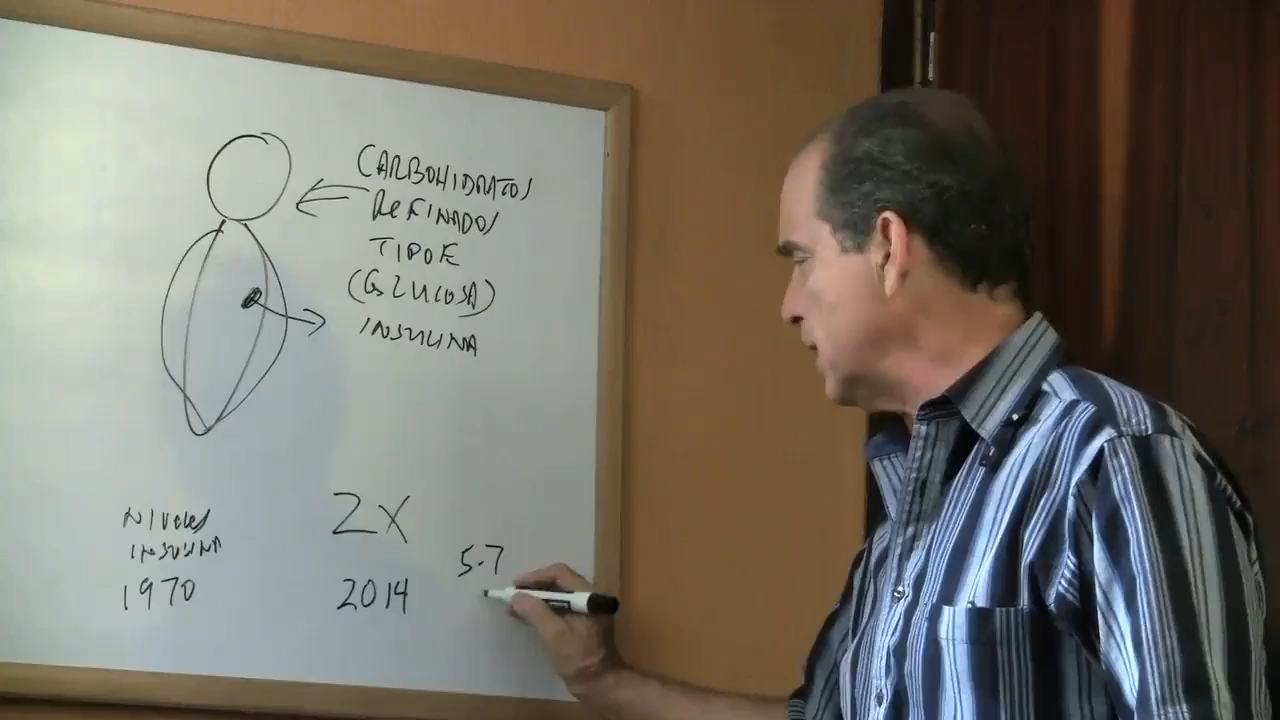 CARBOHIDRATOS
REFINADOS
TIPO E
(GLUCOSA)
INSULINA
NIVELES
INSULINA
1970
2X
2014
5-7